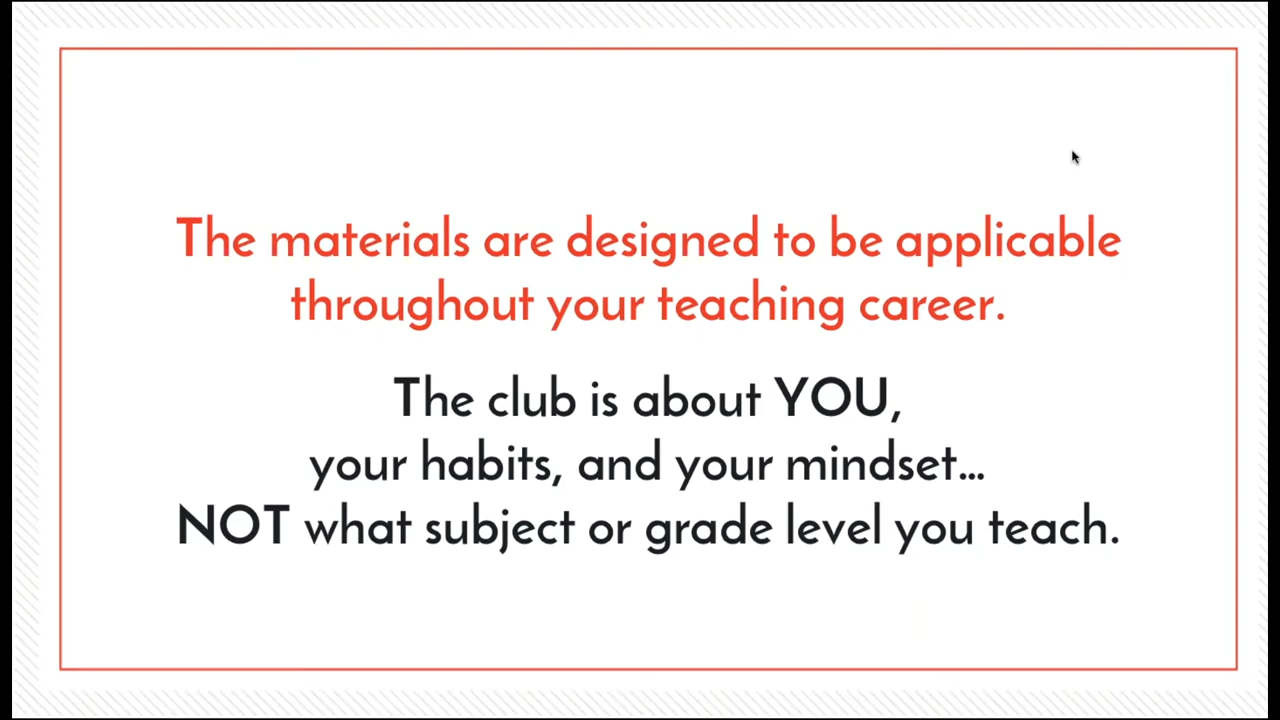 The materials are designed to be applicable
throughout your teaching career.
The club is about YOU,
your habits, and your mindset...
NOT what subject or grade level you teach.